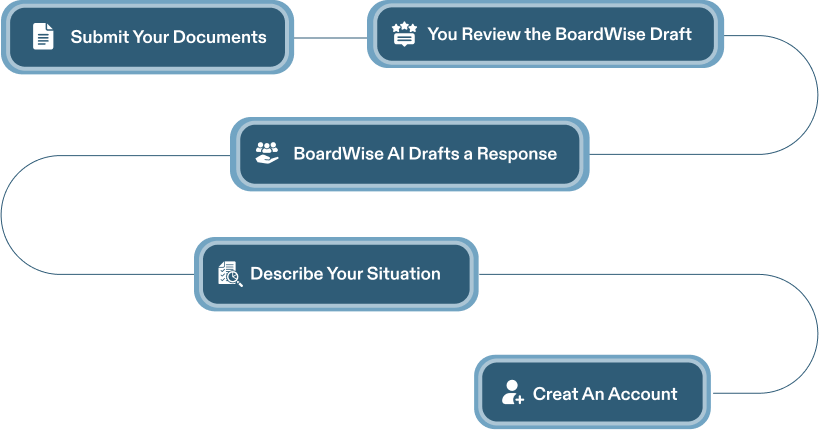 Submit Your Documents
You Review the BoardWise Draft
BoardWise AI Drafts a Response
Describe Your Situation
Creat An Account